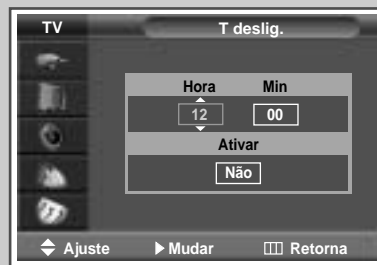 TV T deslig.
Hora Min
12 00
Ativar
Não
Ajuste Mudar Retorna